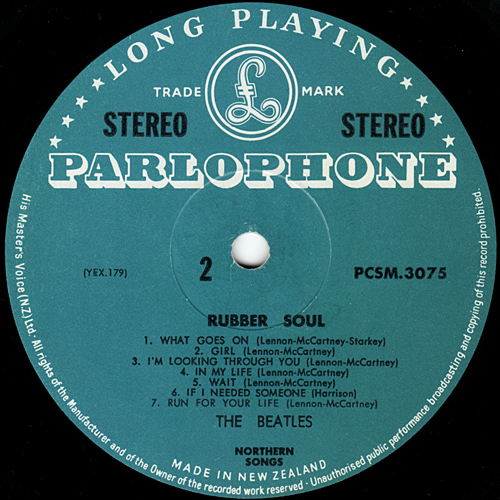 LONG PLAYING
TRADE MARK
£
STEREO STEREO
PARLOPHONE
(YEX.179) 2 PCSM.3075
RUBBER SOUL
1. WHAT GOES ON (Lennon-McCartney-Starkey)
2. GIRL (Lennon-McCartney)
3. I'M LOOKING THROUGH YOU (Lennon-McCartney)
4. IN MY LIFE (Lennon-McCartney)
5. WAIT (Lennon-McCartney)
6. IF I NEEDED SOMEONE (Harrison)
7. RUN FOR YOUR LIFE (Lennon-McCartney)
THE BEATLES
NORTHERN
SONGS
MADE IN NEW ZEALAND
His Master's Voice (N.Z.) Ltd. · All rights of the Manufacturer and of the Owner of the recorded work reserved · Unauthorised public performance broadcasting and copying of this record prohibited.